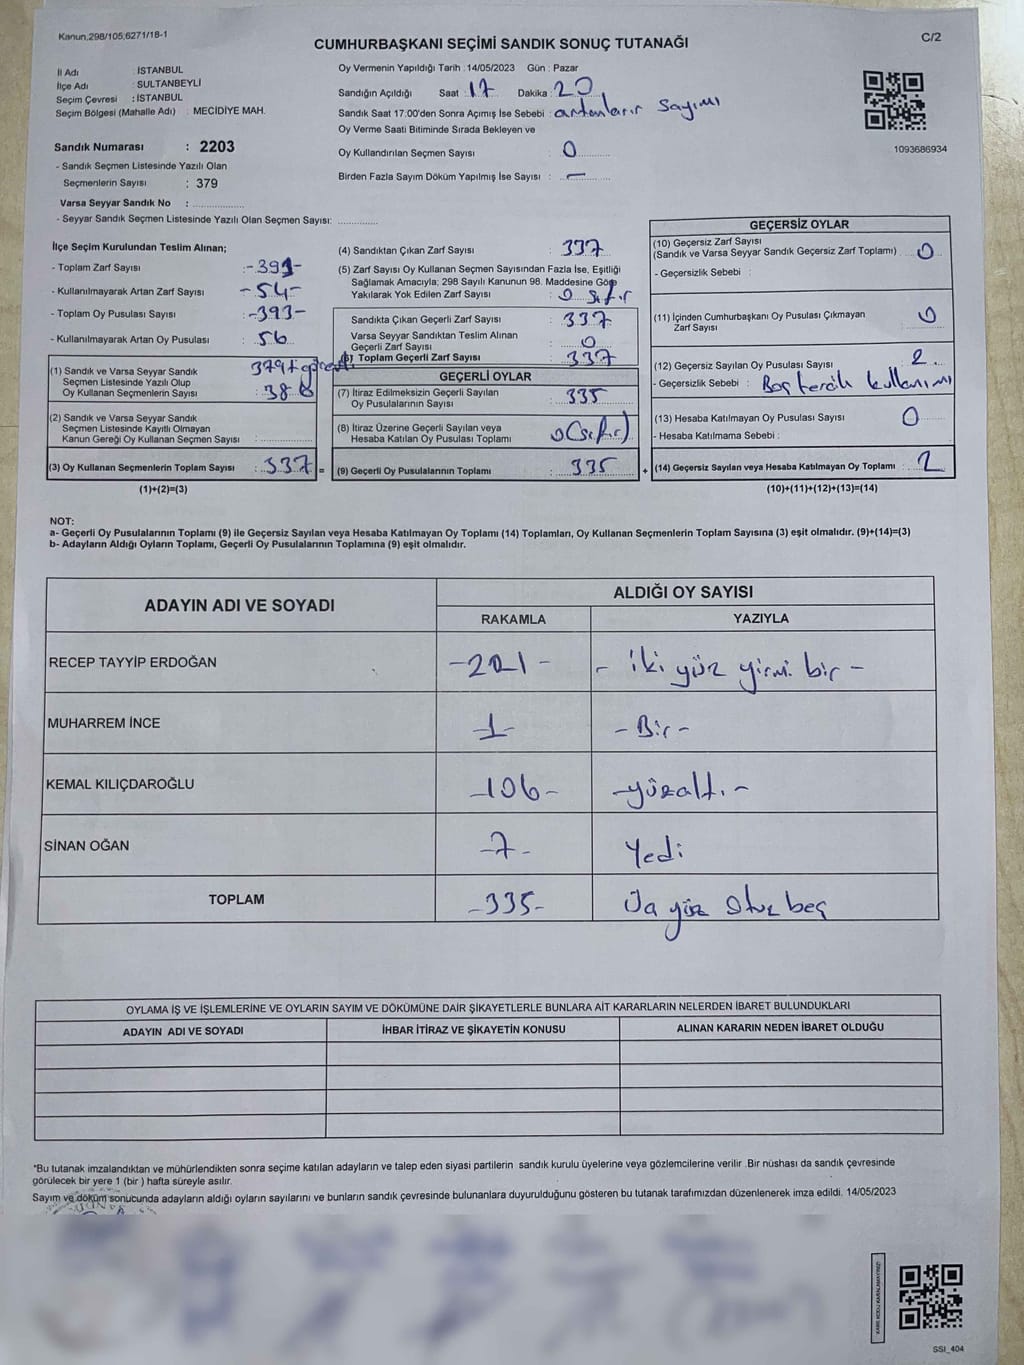 Kanun,298/105,6271/18-1
C/2
CUMHURBAŞKANI SEÇİMİ SANDIK SONUÇ TUTANAĞI
İl Adı : İSTANBUL
İlçe Adı : SULTANBEYLİ
Seçim Çevresi : İSTANBUL
Seçim Bölgesi (Mahalle Adı) MECİDİYE MAH.
Sandık Numarası : 2203
- Sandık Seçmen Listesinde Yazılı Olan
Seçmenlerin Sayısı : 379
Varsa Seyyar Sandık No :
- Seyyar Sandık Seçmen Listesinde Yazılı Olan Seçmen Sayısı:
Oy Vermenin Yapıldığı Tarih :14/05/2023 Gün : Pazar
Sandığın Açıldığı Saat : 17 Dakika : 20
Sandık Saat 17.00'den Sonra Açımış İse Sebebi : artanların sayımı
Oy Verme Saati Bitiminde Sırada Bekleyen ve
Oy Kullandırılan Seçmen Sayısı : 0
Birden Fazla Sayım Döküm Yapılmış İse Sayısı : —
1093686934
İlçe Seçim Kurulundan Teslim Alınan;
- Toplam Zarf Sayısı :-391-
- Kullanılmayarak Artan Zarf Sayısı -54-
- Toplam Oy Pusulası Sayısı -393-
- Kullanılmayarak Artan Oy Pusulası : 56
(1) Sandık ve Varsa Seyyar Sandık
Seçmen Listesinde Yazılı Olup
Oy Kullanan Seçmenlerin Sayısı :
(2) Sandık ve Varsa Seyyar Sandık
Seçmen Listesinde Kayıtlı Olmayan
Kanun Gereği Oy Kullanan Seçmen Sayısı :
(3) Oy Kullanan Seçmenlerin Toplam Sayısı : 337 =
(1)+(2)=(3)
(4) Sandıktan Çıkan Zarf Sayısı : 337
(5) Zarf Sayısı Oy Kullanan Seçmen Sayısından Fazla İse, Eşitliği
Sağlamak Amacıyla; 298 Sayılı Kanunun 98. Maddesine Göre
Yakılarak Yok Edilen Zarf Sayısı : 0 sıfır
Sandıkta Çıkan Geçerli Zarf Sayısı : 337
Varsa Seyyar Sandıktan Teslim Alınan
Geçerli Zarf Sayısı : 0
Toplam Geçerli Zarf Sayısı : 337
GEÇERLİ OYLAR
(7) İtiraz Edilmeksizin Geçerli Sayılan
Oy Pusulalarının Sayısı : 335
(8) İtiraz Üzerine Geçerli Sayılan veya
Hesaba Katılan Oy Pusulası Toplamı : 0(sıfır)
(9) Geçerli Oy Pusulalarının Toplamı : 335 +
GEÇERSİZ OYLAR
(10) Geçersiz Zarf Sayısı
(Sandık ve Varsa Seyyar Sandık Geçersiz Zarf Toplamı) 0
- Geçersizlik Sebebi :
(11) İçinden Cumhurbaşkanı Oy Pusulası Çıkmayan
Zarf Sayısı : 0
(12) Geçersiz Sayılan Oy Pusulası Sayısı : 2
- Geçersizlik Sebebi : Boş tercih kullanımı
(13) Hesaba Katılmayan Oy Pusulası Sayısı 0
- Hesaba Katılmama Sebebi :
(14) Geçersiz Sayılan veya Hesaba Katılmayan Oy Toplamı : 2
(10)+(11)+(12)+(13)=(14)
NOT:
a- Geçerli Oy Pusulalarının Toplamı (9) ile Geçersiz Sayılan veya Hesaba Katılmayan Oy Toplamı (14) Toplamları, Oy Kullanan Seçmenlerin Toplam Sayısına (3) eşit olmalıdır. (9)+(14)=(3)
b- Adayların Aldığı Oyların Toplamı, Geçerli Oy Pusulalarının Toplamına (9) eşit olmalıdır.
ADAYIN ADI VE SOYADI
ALDIĞI OY SAYISI
RAKAMLA YAZIYLA
RECEP TAYYİP ERDOĞAN -221- - iki yüz yirmi bir -
MUHARREM İNCE -1- -Bir-
KEMAL KILIÇDAROĞLU -106- -yüzaltı-
SİNAN OĞAN -7- Yedi
TOPLAM -335- yüz otuz beş
OYLAMA İŞ VE İŞLEMLERİNE VE OYLARIN SAYIM VE DÖKÜMÜNE DAİR ŞİKAYETLERLE BUNLARA AİT KARARLARIN NELERDEN İBARET BULUNDUKLARI
ADAYIN ADI VE SOYADI İHBAR İTİRAZ VE ŞİKAYETİN KONUSU ALINAN KARARIN NEDEN İBARET OLDUĞU
*Bu tutanak imzalandıktan ve mühürlendikten sonra seçime katılan adayların ve talep eden siyasi partilerin sandık kurulu üyelerine veya gözlemcilerine verilir .Bir nüshası da sandık çevresinde
görülecek bir yere 1 (bir ) hafta süreyle asılır.
Sayım ve döküm sonucunda adayların aldığı oyların sayılarını ve bunların sandık çevresinde bulunanlara duyurulduğunu gösteren bu tutanak tarafımızdan düzenlenerek imza edildi. 14/05/2023
SSI_404